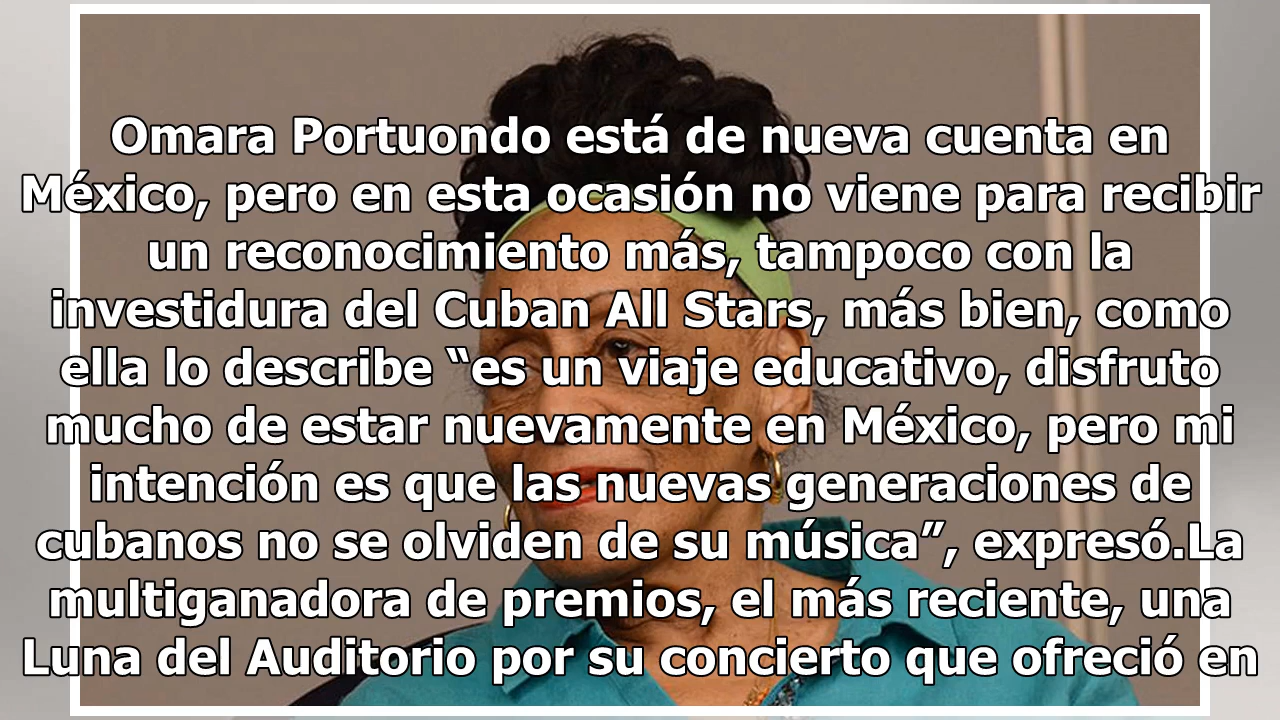 Omara Portuondo está de nueva cuenta en
México, pero en esta ocasión no viene para recibir
un reconocimiento más, tampoco con la
investidura del Cuban All Stars, más bien, como
ella lo describe “es un viaje educativo, disfruto
mucho de estar nuevamente en México, pero mi
intención es que las nuevas generaciones de
cubanos no se olviden de su música”, expresó.La
multiganadora de premios, el más reciente, una
Luna del Auditorio por su concierto que ofreció en